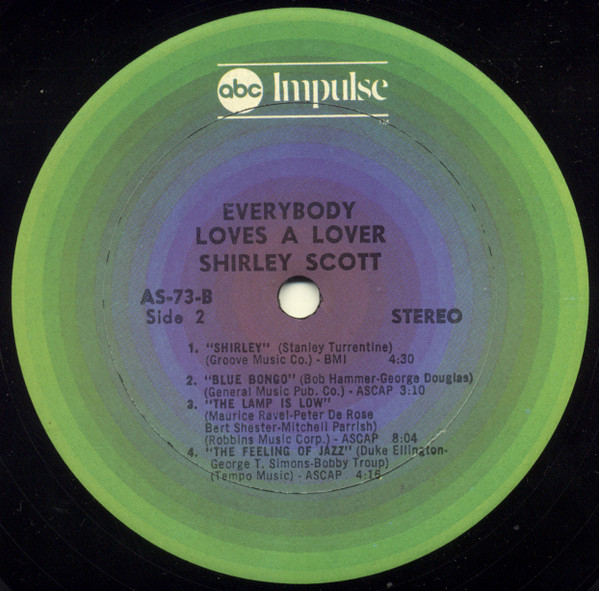 abc Impulse
TM
EVERYBODY
LOVES A LOVER
SHIRLEY SCOTT
AS-73-B
Side 2
STEREO
1. "SHIRLEY" (Stanley Turrentine)
(Groove Music Co.) - BMI 4:30
2. "BLUE BONGO" (Bob Hammer-George Douglas)
(General Music Pub. Co.) - ASCAP 3:10
3. "THE LAMP IS LOW"
(Maurice Ravel-Peter De Rose
Bert Shester-Mitchell Parrish)
(Robbins Music Corp.) - ASCAP 8:04
4. "THE FEELING OF JAZZ" (Duke Ellington-
George T. Simons-Bobby Troup)
(Tempo Music) - ASCAP 4:16